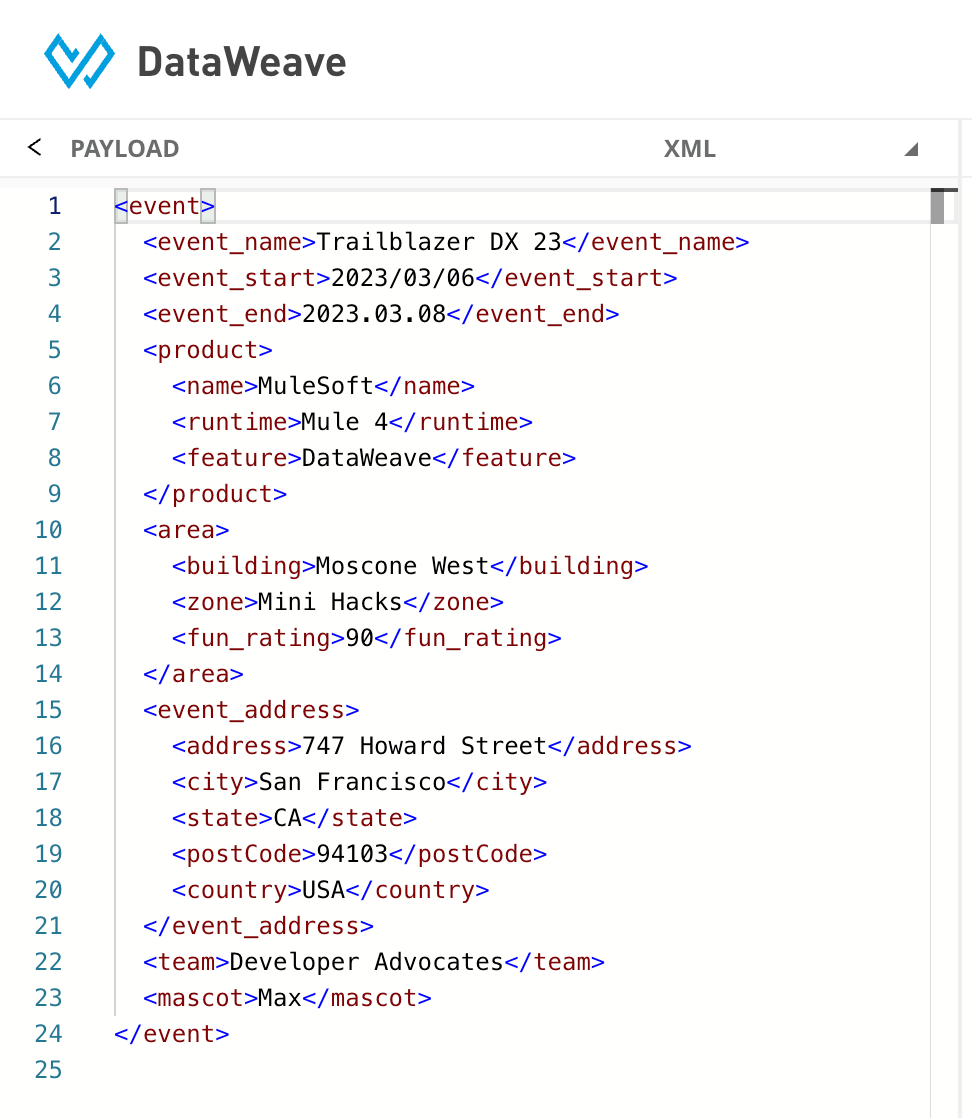 DataWeave
< PAYLOAD XML
1 <event>
2   <event_name>Trailblazer DX 23</event_name>
3   <event_start>2023/03/06</event_start>
4   <event_end>2023.03.08</event_end>
5   <product>
6     <name>MuleSoft</name>
7     <runtime>Mule 4</runtime>
8     <feature>DataWeave</feature>
9   </product>
10   <area>
11     <building>Moscone West</building>
12     <zone>Mini Hacks</zone>
13     <fun_rating>90</fun_rating>
14   </area>
15   <event_address>
16     <address>747 Howard Street</address>
17     <city>San Francisco</city>
18     <state>CA</state>
19     <postCode>94103</postCode>
20     <country>USA</country>
21   </event_address>
22   <team>Developer Advocates</team>
23   <mascot>Max</mascot>
24 </event>
25